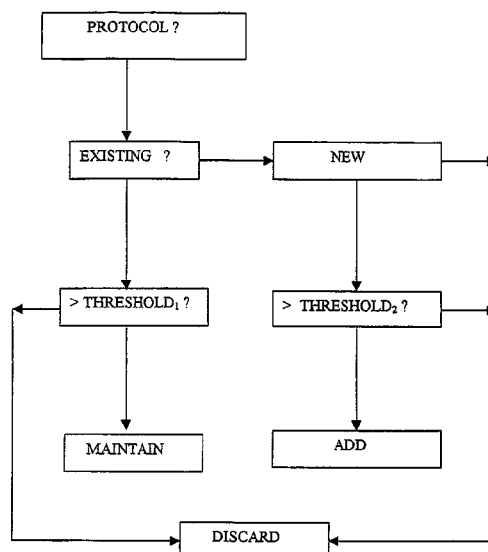 PROTOCOL ?
EXISTING ?
NEW
> THRESHOLD₁ ?
> THRESHOLD₂ ?
MAINTAIN
ADD
DISCARD